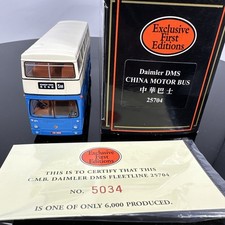 Exclusive
First
Editions
Daimler DMS
CHINA MOTOR BUS
中華巴士
25704
Exclusive
First
Editions
THIS IS TO CERTIFY THAT THIS
C.M.B. DAIMLER DMS FLEETLINE 25704
NO. 5034
IS ONE OF ONLY 6,000 PRODUCED.